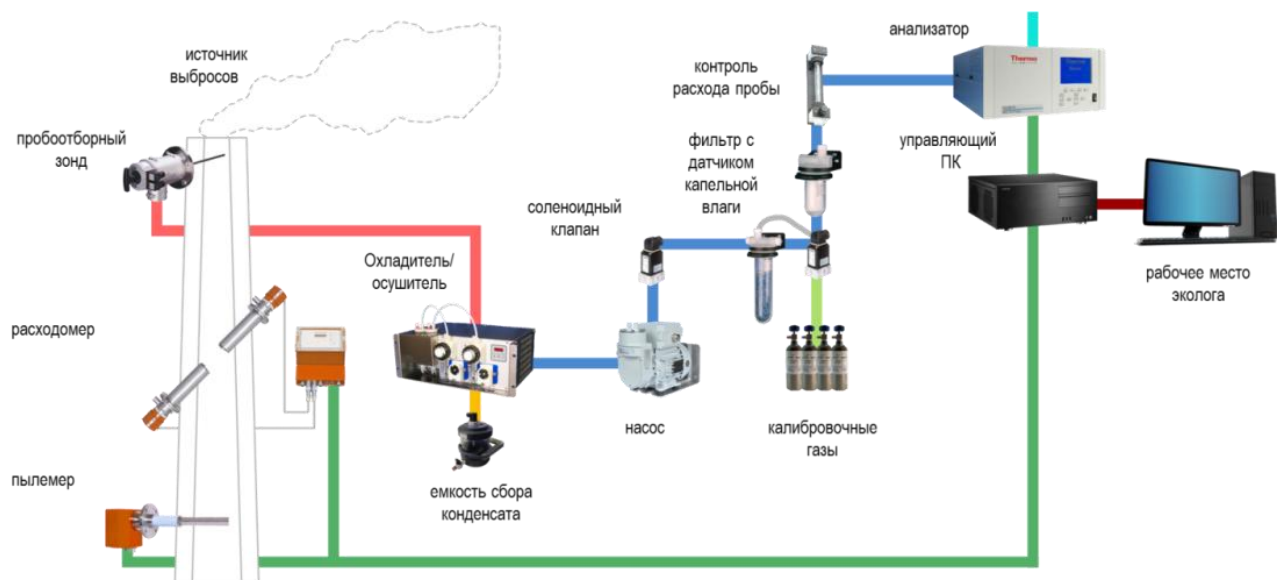 источник
выбросов
пробоотборный
зонд
расходомер
пылемер
Охладитель/
осушитель
емкость сбора
конденсата
соленоидный
клапан
насос
контроль
расхода пробы
фильтр с
датчиком
капельной
влаги
калибровочные
газы
анализатор
Thermo
управляющий
ПК
рабочее место
эколога